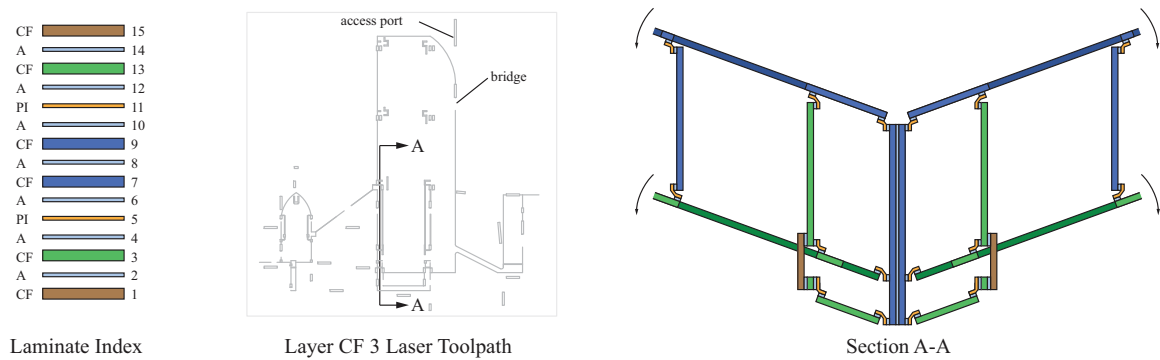 CF 15
A 14
CF 13
A 12
PI 11
A 10
CF 9
A 8
CF 7
A 6
PI 5
A 4
CF 3
A 2
CF 1
Laminate Index
access port
bridge
A
A
Layer CF 3 Laser Toolpath
Section A-A